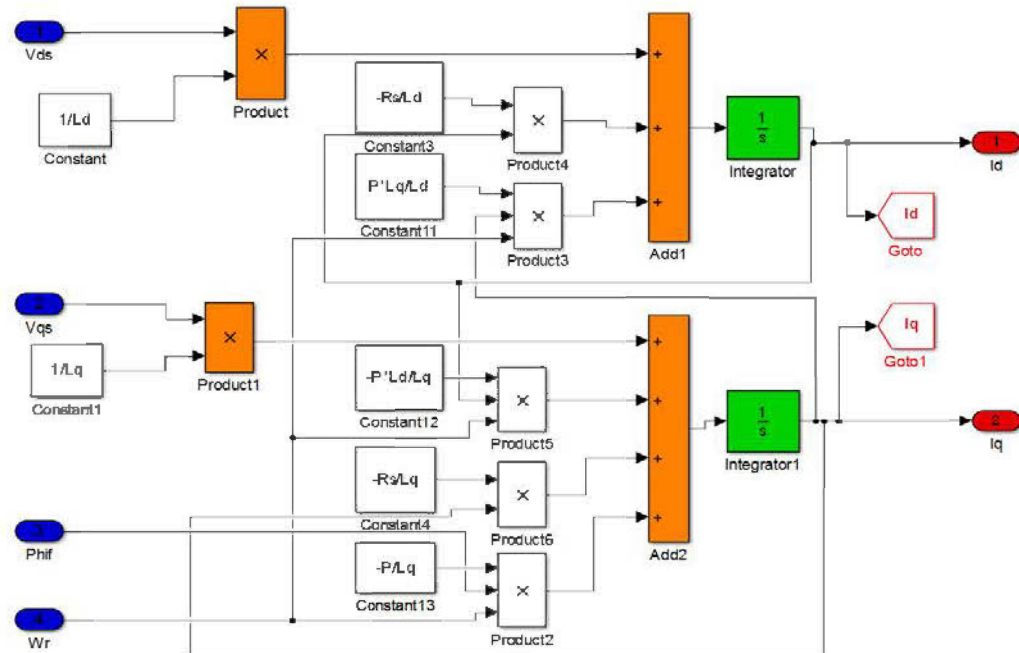 1
Vds
1/Ld
Constant
×
Product
-Rs/Ld
Constant3
×
Product4
P*Lq/Ld
Constant11
×
Product3
+
+
+
Add1
1
s
Integrator
1
Id
Id
Goto
2
Vqs
1/Lq
Constant1
×
Product1
-P*Ld/Lq
Constant12
×
Product5
-Rs/Lq
Constant4
×
Product6
-P/Lq
Constant13
×
Product2
+
+
+
+
Add2
1
s
Integrator1
Iq
Goto1
2
Iq
3
Phif
4
Wr